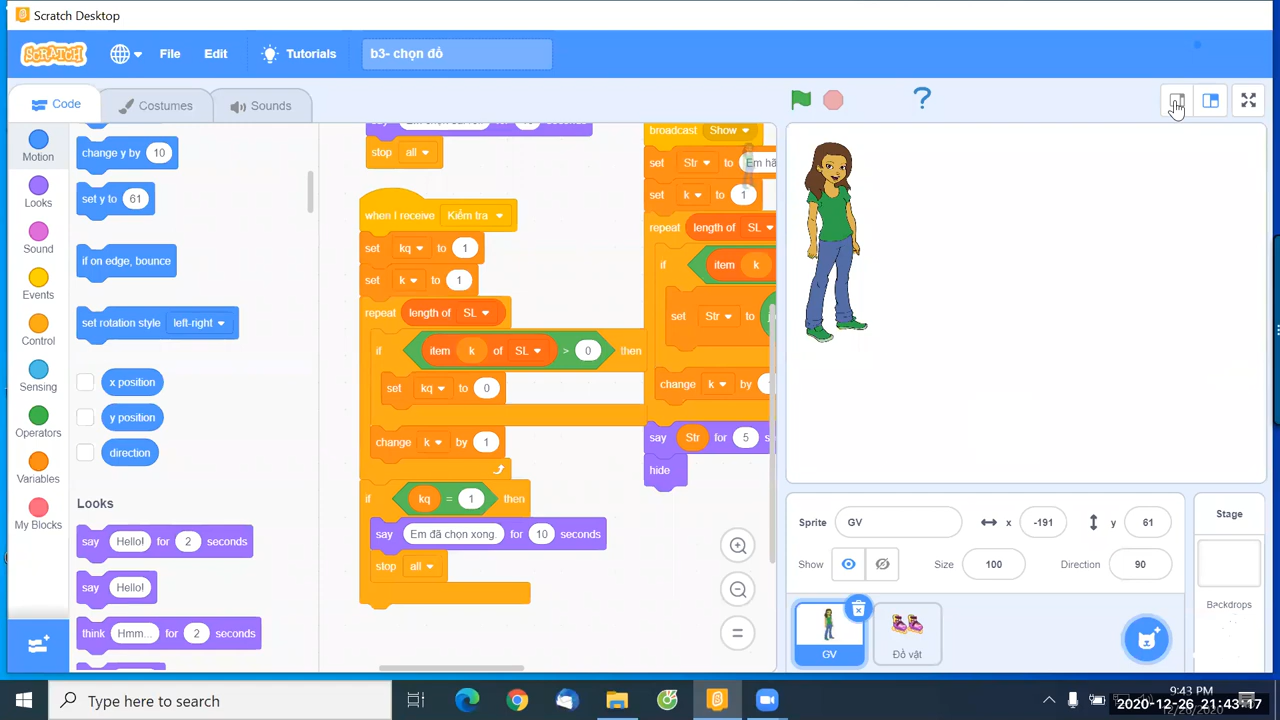 Scratch Desktop
SCRATCH
File
Edit
Tutorials
b3- chọn đồ
Code
Costumes
Sounds
?
Motion
Looks
Sound
Events
Control
Sensing
Operators
Variables
My Blocks
change y by 10
set y to 61
if on edge, bounce
set rotation style left-right
x position
y position
direction
Looks
say Hello! for 2 seconds
say Hello!
think Hmm... for 2 seconds
stop all
when I receive Kiểm tra
set kq to 1
set k to 1
repeat length of SL
if item k of SL > 0 then
set kq to 0
change k by 1
if kq = 1 then
say Em đã chọn xong. for 10 seconds
stop all
broadcast Show
set Str to Em hã
set k to 1
repeat length of SL
if item k
set Str to
change k by
say Str for 5 s
hide
Sprite GV x -191 y 61
Show Size 100 Direction 90
GV
Đồ vật
Stage
Backdrops
Type here to search
9:43 PM
2020-12-26 21:43:17